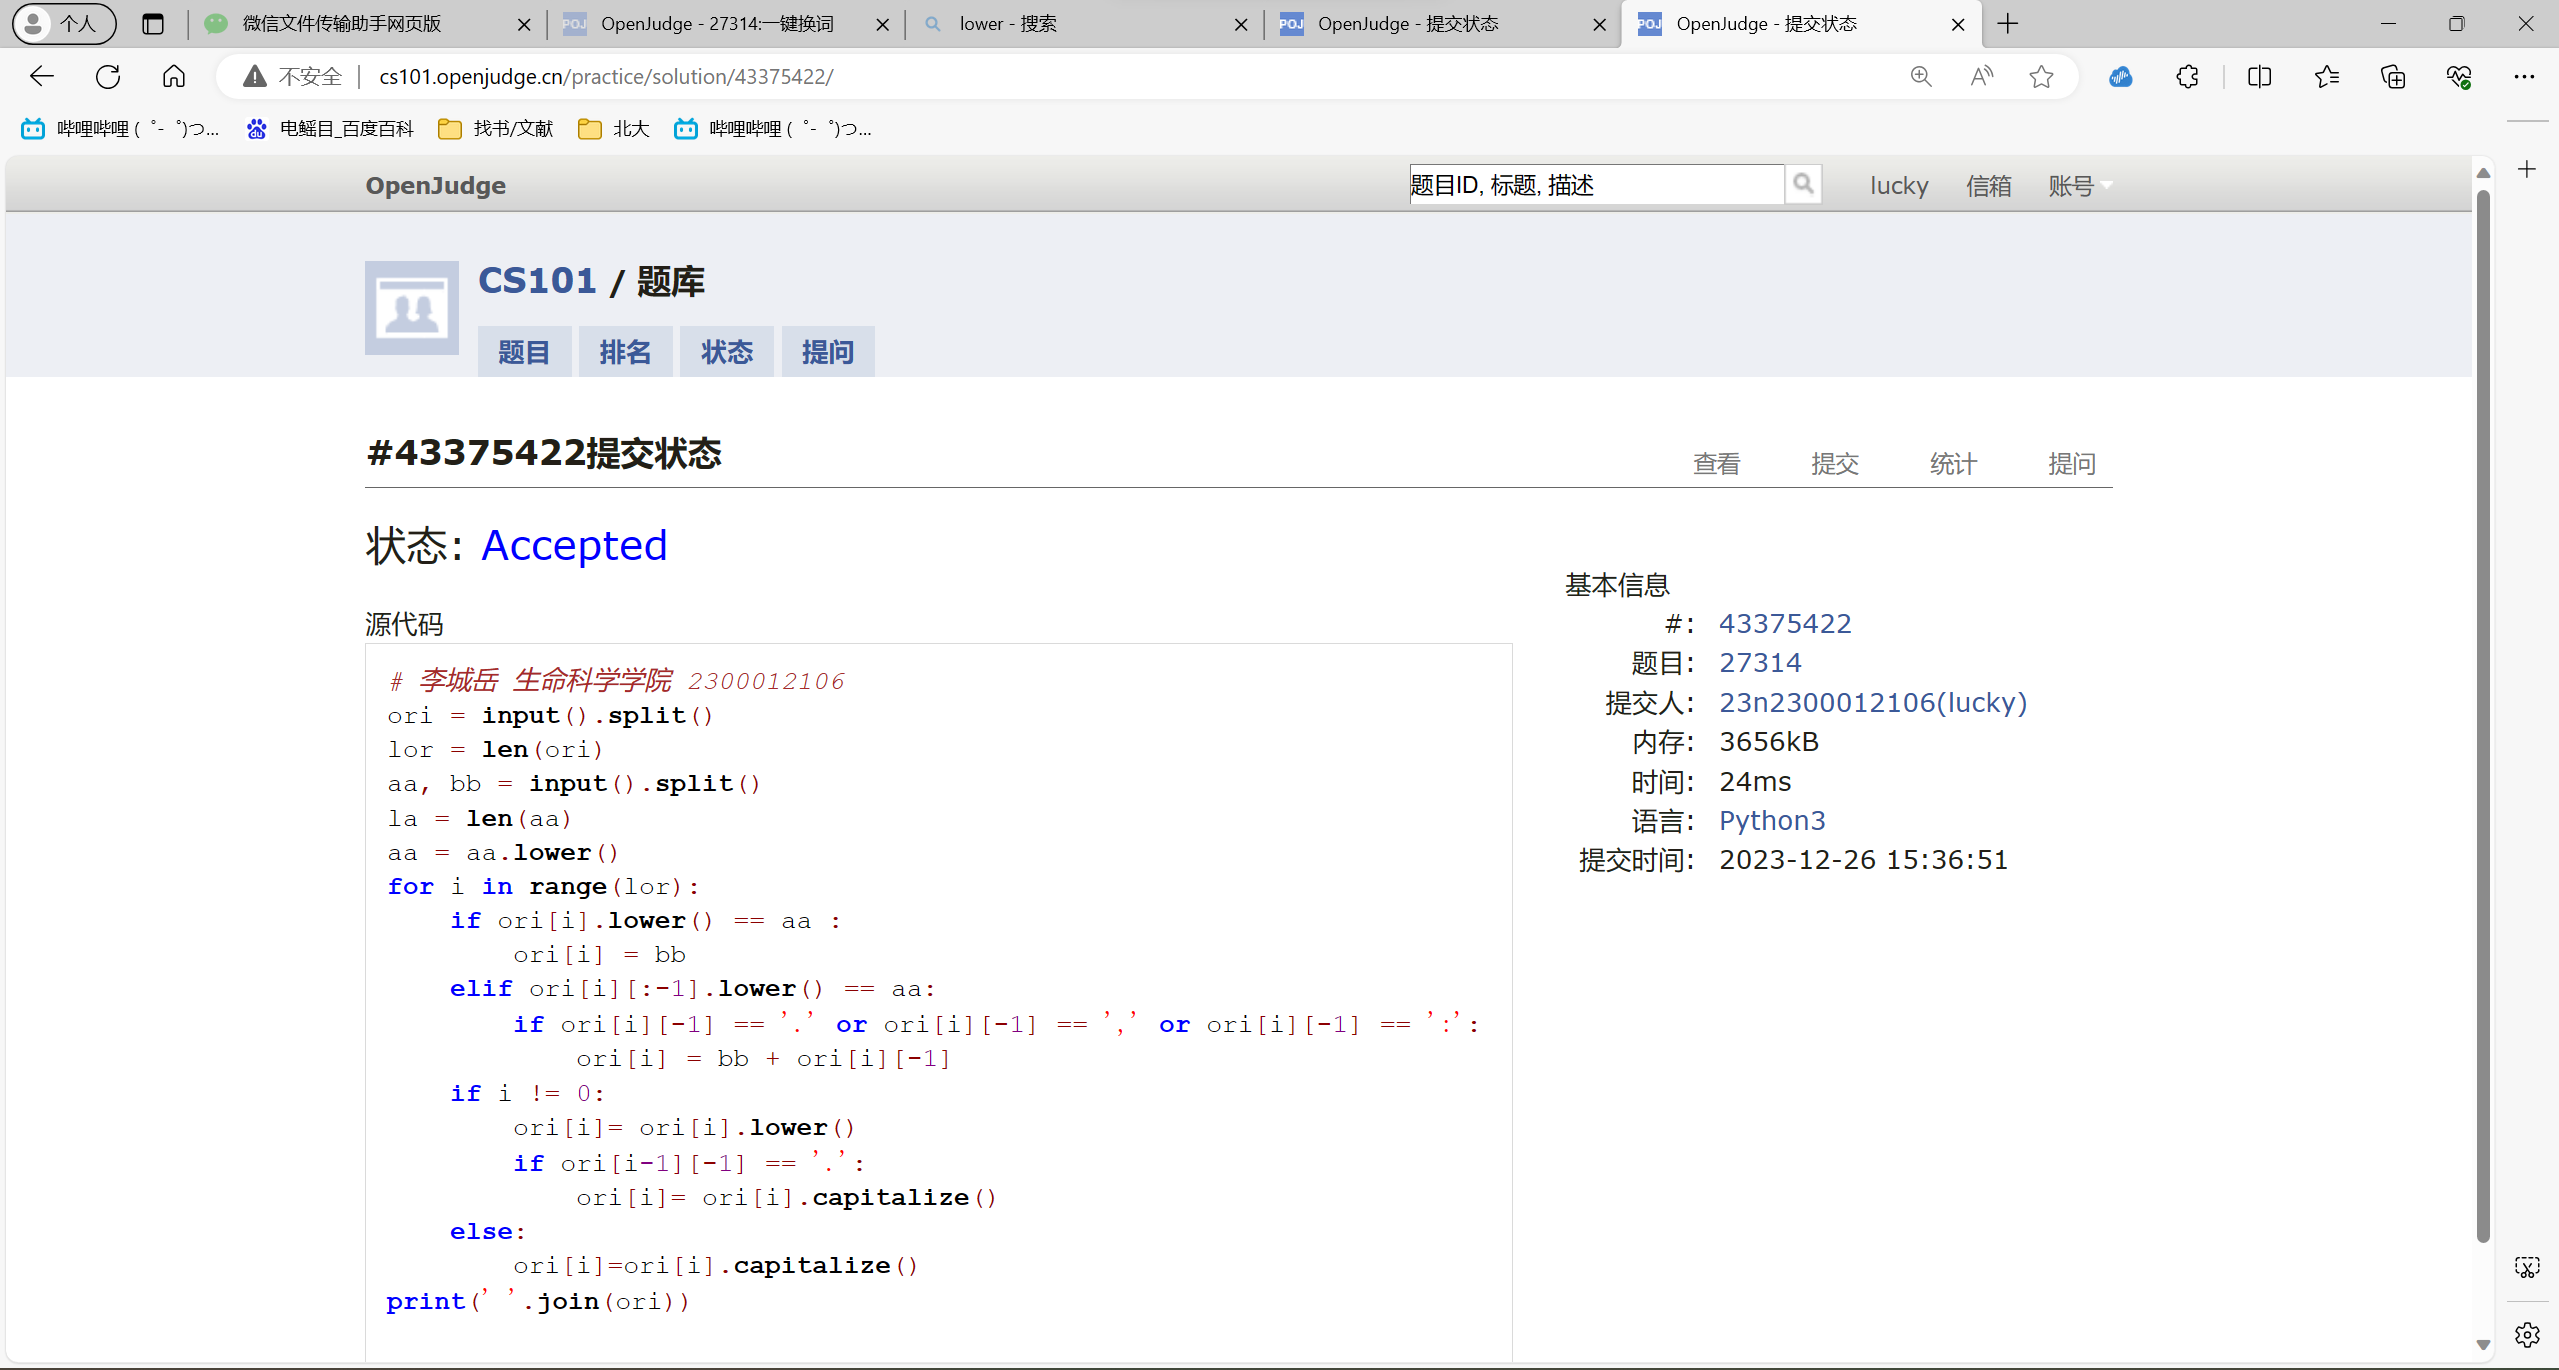 个人
微信文件传输助手网页版
OpenJudge - 27314:一键换词
lower - 搜索
OpenJudge - 提交状态
OpenJudge - 提交状态
不安全
cs101.openjudge.cn/practice/solution/43375422/
哔哩哔哩 ( ゜- ゜)つ...
电鳐目_百度百科
找书/文献
北大
哔哩哔哩 ( ゜- ゜)つ...
OpenJudge
题目ID, 标题, 描述
lucky
信箱
账号
CS101 / 题库
题目
排名
状态
提问
#43375422提交状态
查看
提交
统计
提问
状态: Accepted
源代码
# 李城岳 生命科学学院 2300012106
ori = input().split()
lor = len(ori)
aa, bb = input().split()
la = len(aa)
aa = aa.lower()
for i in range(lor):
    if ori[i].lower() == aa :
        ori[i] = bb
    elif ori[i][:-1].lower() == aa:
        if ori[i][-1] == '.' or ori[i][-1] == ',' or ori[i][-1] == ':':
            ori[i] = bb + ori[i][-1]
    if i != 0:
        ori[i]= ori[i].lower()
        if ori[i-1][-1] == '.':
            ori[i]= ori[i].capitalize()
    else:
        ori[i]=ori[i].capitalize()
print(' '.join(ori))
基本信息
#: 43375422
题目: 27314
提交人: 23n2300012106(lucky)
内存: 3656kB
时间: 24ms
语言: Python3
提交时间: 2023-12-26 15:36:51